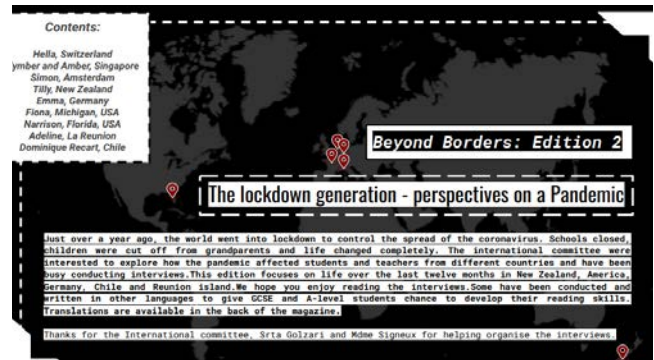 Contents:
Hella, Switzerland
ymber and Amber, Singapore
Simon, Amsterdam
Tilly, New Zealand
Emma, Germany
Fiona, Michigan, USA
Narrison, Florida, USA
Adeline, La Reunion
Dominique Recart, Chile
Beyond Borders: Edition 2
The lockdown generation - perspectives on a Pandemic
Just over a year ago, the world went into lockdown to control the spread of the coronavirus. Schools closed,
children were cut off from grandparents and life changed completely. The international committee were
interested to explore how the pandemic affected students and teachers from different countries and have been
busy conducting interviews.This edition focuses on life over the last twelve months in New Zealand, America,
Germany, Chile and Reunion island.We hope you enjoy reading the interviews.Some have been conducted and
written in other languages to give GCSE and A-level students chance to develop their reading skills.
Translations are available in the back of the magazine.
Thanks for the International committee, Srta Golzari and Mdme Signeux for helping organise the interviews.